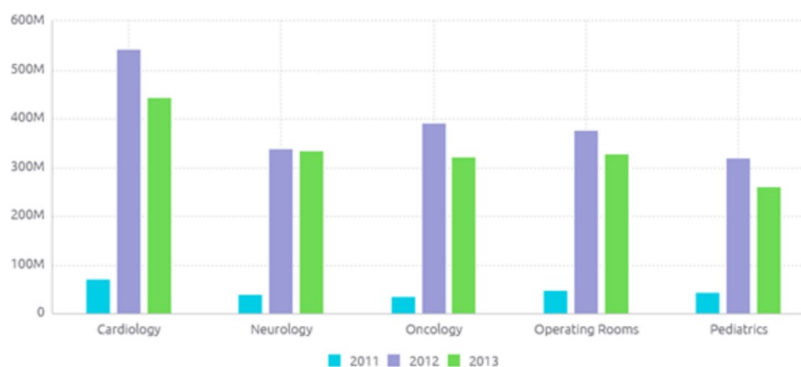 600M
500M
400M
300M
200M
100M
0
Cardiology Neurology Oncology Operating Rooms Pediatrics
2011 2012 2013